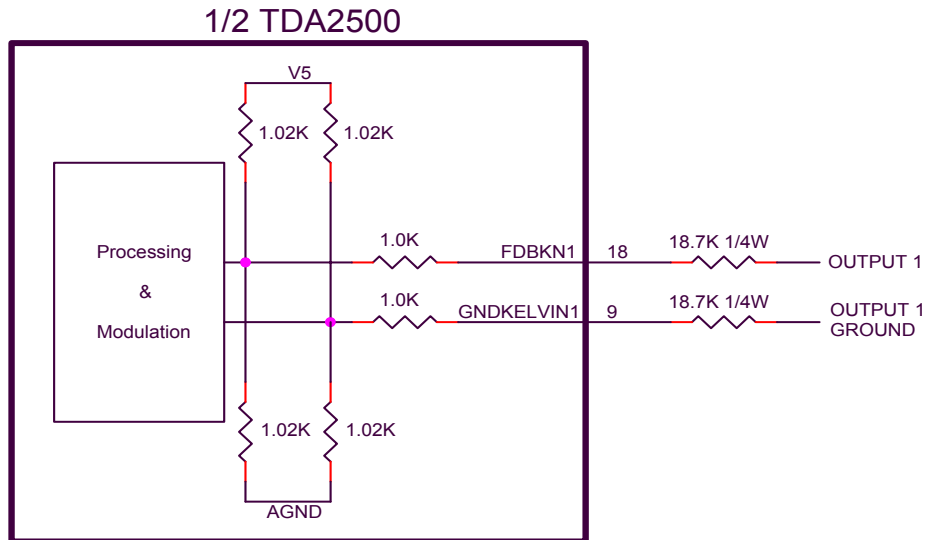 1/2 TDA2500
V5
1.02K 1.02K
Processing
&
Modulation
1.0K
FDBKN1 18
18.7K 1/4W
OUTPUT 1
1.0K
GNDKELVIN1 9
18.7K 1/4W
OUTPUT 1
GROUND
1.02K 1.02K
AGND